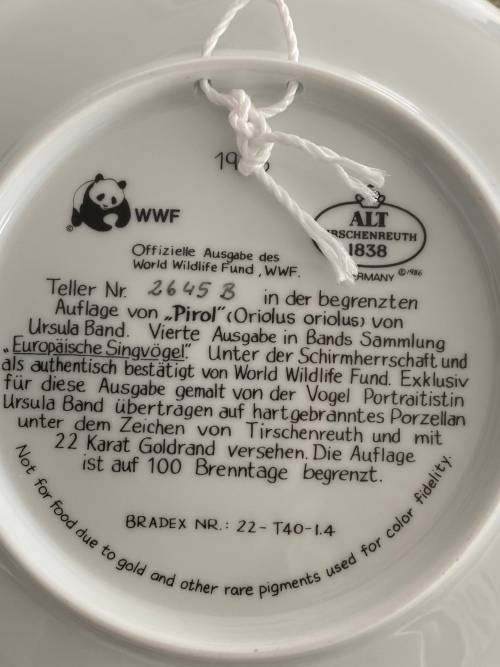 WWF
ALT
TIRSCHENREUTH
1838
GERMANY © 1986
Offizielle Ausgabe des
World Wildlife Fund, WWF.
Teller Nr. 2645 B in der begrenzten
Auflage von „Pirol“ (Oriolus oriolus) von
Ursula Band. Vierte Ausgabe in Bands Sammlung
„Europäische Singvögel“ Unter der Schirmherrschaft und
als authentisch bestätigt von World Wildlife Fund. Exklusiv
für diese Ausgabe gemalt von der Vogel Portraitistin
Ursula Band übertragen auf hartgebranntes Porzellan
unter dem Zeichen von Tirschenreuth und mit
22 Karat Goldrand versehen. Die Auflage
ist auf 100 Brenntage begrenzt.
BRADEX NR.: 22-T40-1.4
Not for food due to gold and other rare pigments used for color fidelity.